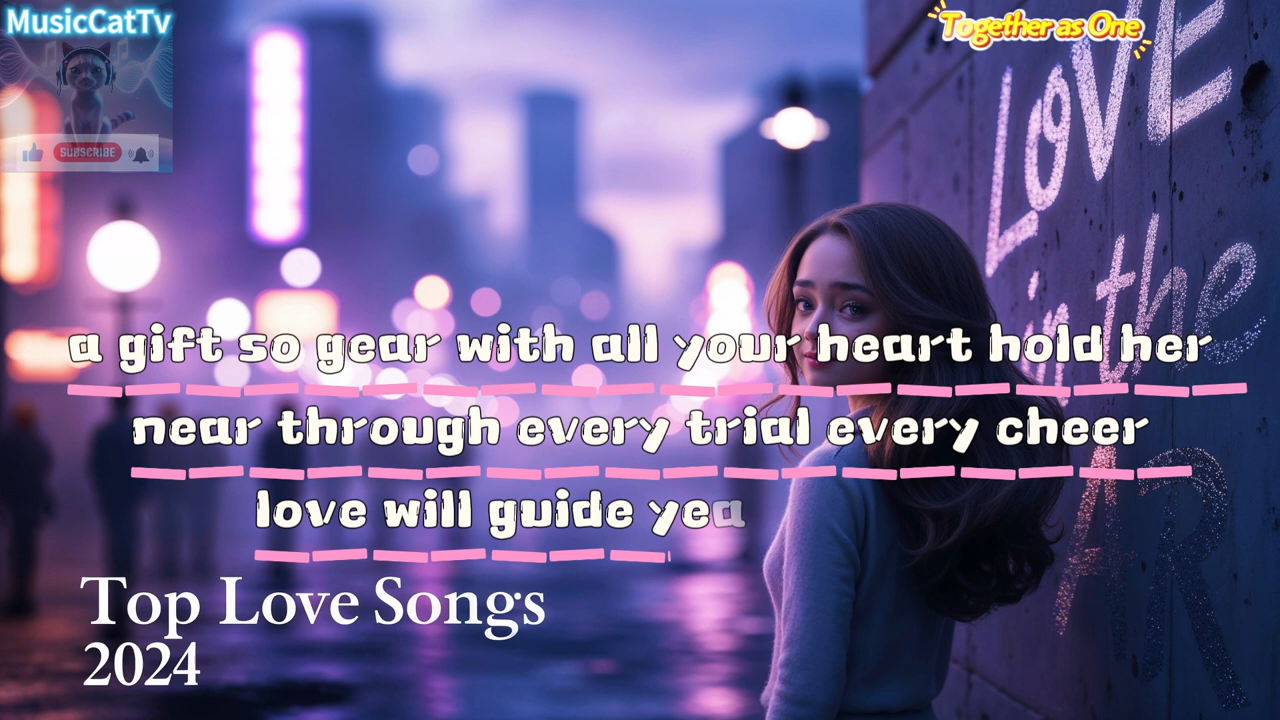 MusicCatTv
Together as One
SUBSCRIBE
LOVE
in the
AR
a gift so gear with all your heart hold her
near through every trial every cheer
love will guide yea
Top Love Songs
2024